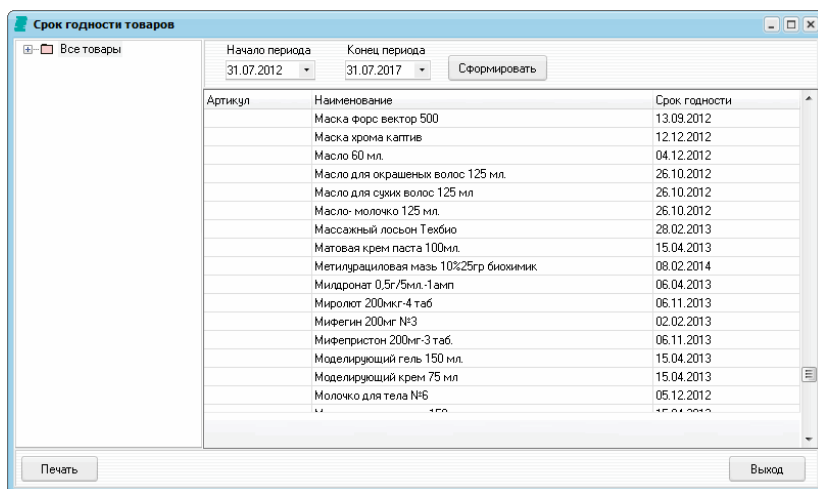 Срок годности товаров
Все товары
Начало периода Конец периода
31.07.2012 31.07.2017 Сформировать
Артикул Наименование Срок годности
Маска форс вектор 500 13.09.2012
Маска хрома каптив 12.12.2012
Масло 60 мл. 04.12.2012
Масло для окрашеных волос 125 мл. 26.10.2012
Масло для сухих волос 125 мл 26.10.2012
Масло- молочко 125 мл. 26.10.2012
Массажный лосьон Техбио 28.02.2013
Матовая крем паста 100мл. 15.04.2013
Метилурациловая мазь 10%25гр биохимик 08.02.2014
Милдронат 0,5г/5мл.-1амп 06.04.2013
Миролют 200мкг-4 таб 06.11.2013
Мифегин 200мг №3 02.02.2013
Мифепристон 200мг-3 таб. 06.11.2013
Моделирующий гель 150 мл. 15.04.2013
Моделирующий крем 75 мл 15.04.2013
Молочко для тела №6 05.12.2012
Печать Выход